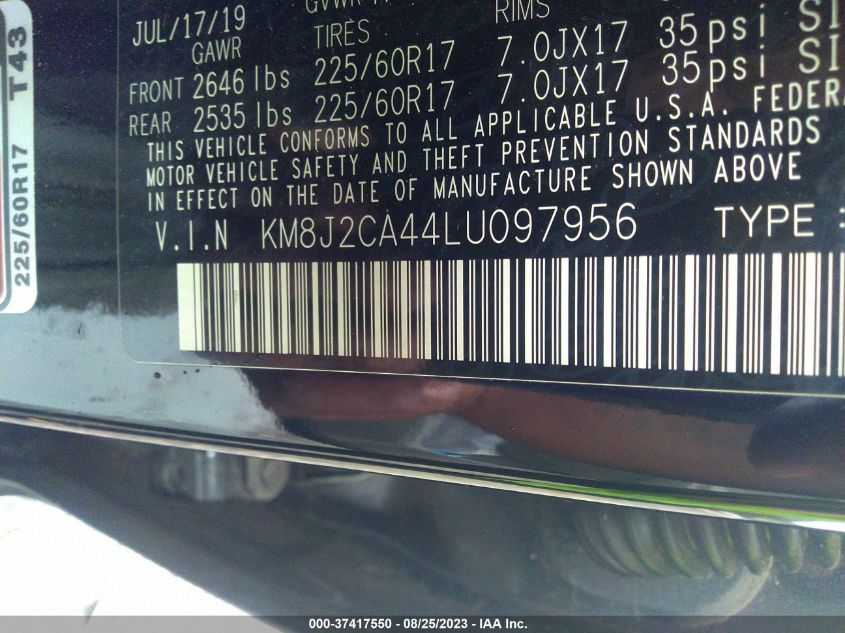 GVWR
RIMS
JUL/17/19
GAWR TIRES
FRONT 2646 lbs 225/60R17 7.0JX17 35psi SI
REAR 2535 lbs 225/60R17 7.0JX17 35psi SI
THIS VEHICLE CONFORMS TO ALL APPLICABLE U.S.A. FEDERA
MOTOR VEHICLE SAFETY AND THEFT PREVENTION STANDARDS
IN EFFECT ON THE DATE OF MANUFACTURE SHOWN ABOVE
V.I.N KM8J2CA44LU097956 TYPE :
225/60R17 T43
000-37417550 - 08/25/2023 - IAA Inc.